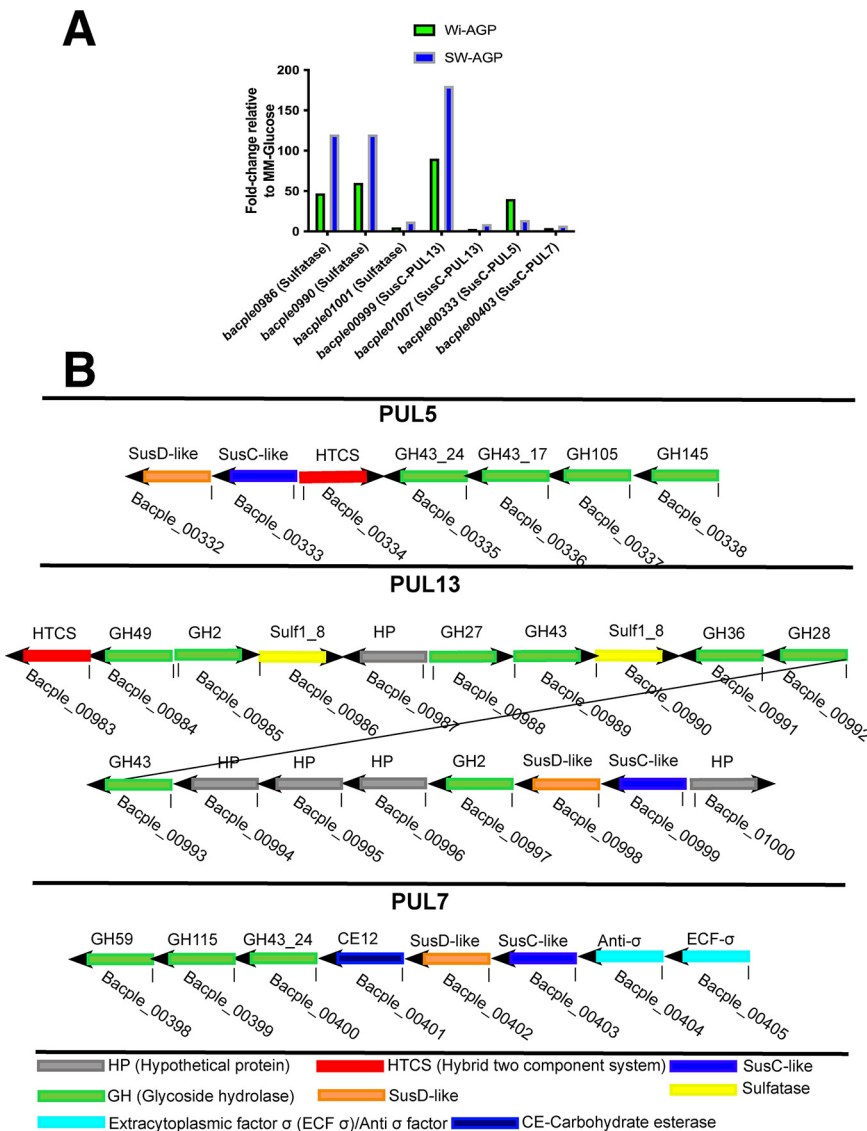 A
Wi-AGP
SW-AGP
Fold-change relative
to MM-Glucose
200
150
100
50
0
bacple0986 (Sulfatase)
bacple0990 (Sulfatase)
bacple01001 (Sulfatase)
bacple00999 (SusC-PUL13)
bacple01007 (SusC-PUL13)
bacple00333 (SusC-PUL5)
bacple00403 (SusC-PUL7)
B
PUL5
SusD-like SusC-like HTCS GH43_24 GH43_17 GH105 GH145
Bacple_00332 Bacple_00333 Bacple_00334 Bacple_00335 Bacple_00336 Bacple_00337 Bacple_00338
PUL13
HTCS GH49 GH2 Sulf1_8 HP GH27 GH43 Sulf1_8 GH36 GH28
Bacple_00983 Bacple_00984 Bacple_00985 Bacple_00986 Bacple_00987 Bacple_00988 Bacple_00989 Bacple_00990 Bacple_00991 Bacple_00992
GH43 HP HP HP GH2 SusD-like SusC-like HP
Bacple_00993 Bacple_00994 Bacple_00995 Bacple_00996 Bacple_00997 Bacple_00998 Bacple_00999 Bacple_01000
PUL7
GH59 GH115 GH43_24 CE12 SusD-like SusC-like Anti-σ ECF-σ
Bacple_00398 Bacple_00399 Bacple_00400 Bacple_00401 Bacple_00402 Bacple_00403 Bacple_00404 Bacple_00405
HP (Hypothetical protein) HTCS (Hybrid two component system) SusC-like
GH (Glycoside hydrolase) SusD-like Sulfatase
Extracytoplasmic factor σ (ECF σ)/Anti σ factor CE-Carbohydrate esterase